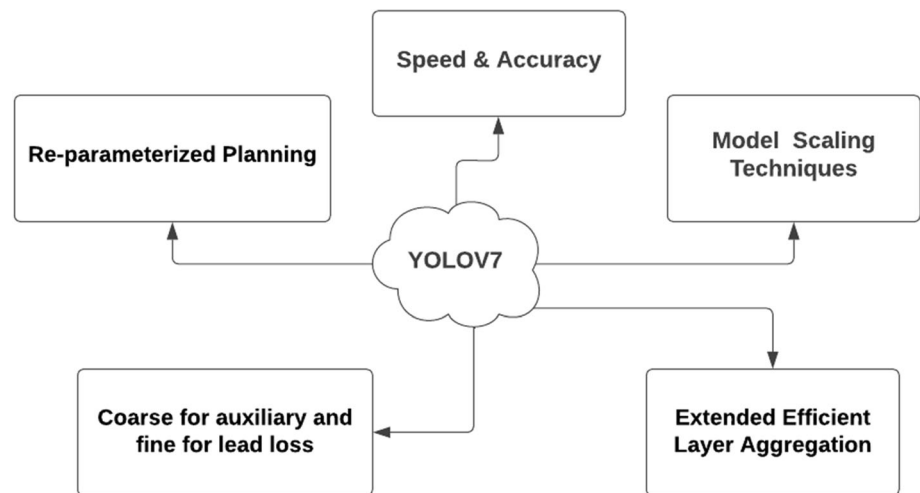 Speed & Accuracy
Re-parameterized Planning
Model Scaling
Techniques
YOLOV7
Coarse for auxiliary and
fine for lead loss
Extended Efficient
Layer Aggregation